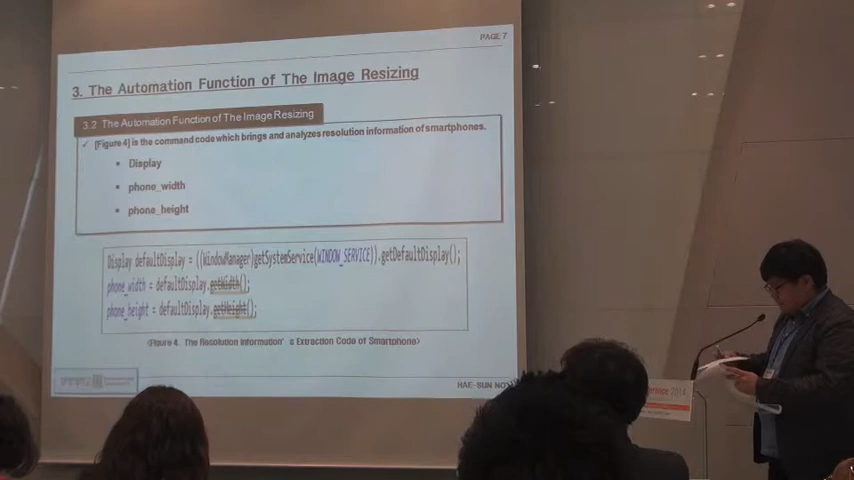 PAGE 7
3. The Automation Function of The Image Resizing
3.2 The Automation Function of The Image Resizing
✓ [Figure 4] is the command code which brings and analyzes resolution information of smartphones.
• Display
• phone_width
• phone_height
Display defaultDisplay = ((WindowManager)getSystemService(WINDOW_SERVICE)).getDefaultDisplay();
phone_width = defaultDisplay.getWidth();
phone_height = defaultDisplay.getHeight();
<Figure 4. The Resolution Information's Extraction Code of Smartphone>
HAE-SUN NO
2014